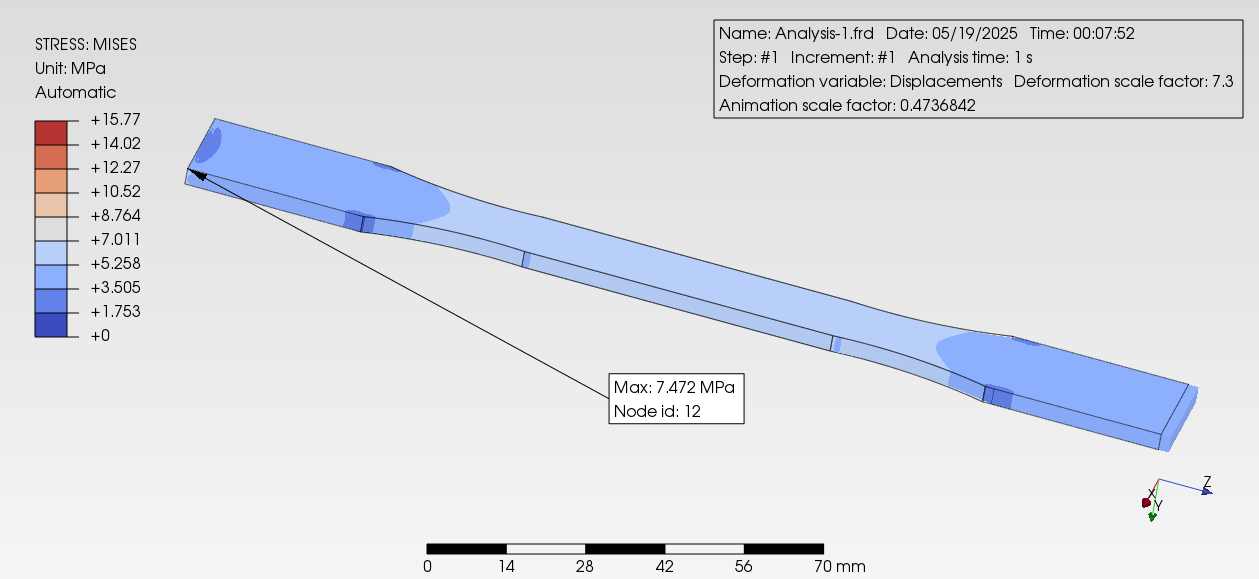 STRESS: MISES
Unit: MPa
Automatic
+15.77
+14.02
+12.27
+10.52
+8.764
+7.011
+5.258
+3.505
+1.753
+0
Name: Analysis-1.frd Date: 05/19/2025 Time: 00:07:52
Step: #1 Increment: #1 Analysis time: 1 s
Deformation variable: Displacements Deformation scale factor: 7.3
Animation scale factor: 0.4736842
Max: 7.472 MPa
Node id: 12
Z
X
Y
0 14 28 42 56 70 mm